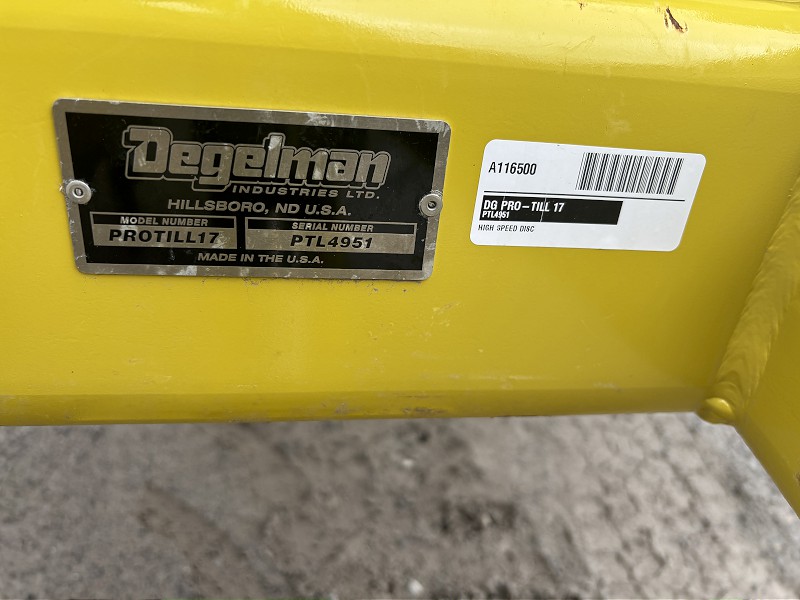 Degelman
INDUSTRIES LTD.
HILLSBORO, ND U.S.A.
MODEL NUMBER
PROTILL17
SERIAL NUMBER
PTL4951
MADE IN THE U.S.A.
A116500
DG PRO-TILL 17
PTL4951
HIGH SPEED DISC